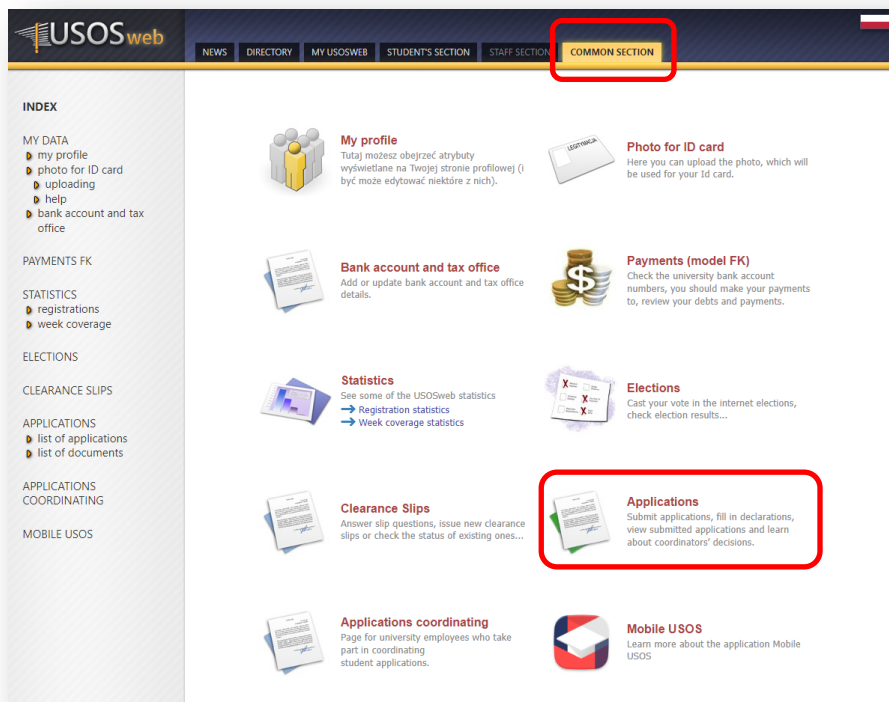 USOSweb
NEWS DIRECTORY MY USOSWEB STUDENT'S SECTION STAFF SECTION COMMON SECTION
INDEX
MY DATA
my profile
photo for ID card
uploading
help
bank account and tax
office
PAYMENTS FK
STATISTICS
registrations
week coverage
ELECTIONS
CLEARANCE SLIPS
APPLICATIONS
list of applications
list of documents
APPLICATIONS
COORDINATING
MOBILE USOS
My profile
Tutaj możesz obejrzeć atrybuty
wyświetlane na Twojej stronie profilowej (i
być może edytować niektóre z nich).
LEGITYMACJA
Photo for ID card
Here you can upload the photo, which will
be used for your Id card.
Bank account and tax office
Add or update bank account and tax office
details.
$
Payments (model FK)
Check the university bank account
numbers, you should make your payments
to, review your debts and payments.
Statistics
See some of the USOSweb statistics
Registration statistics
Week coverage statistics
Elections
Cast your vote in the internet elections,
check election results...
Clearance Slips
Answer slip questions, issue new clearance
slips or check the status of existing ones...
Applications
Submit applications, fill in declarations,
view submitted applications and learn
about coordinators' decisions.
Applications coordinating
Page for university employees who take
part in coordinating
student applications.
Mobile USOS
Learn more about the application Mobile
USOS